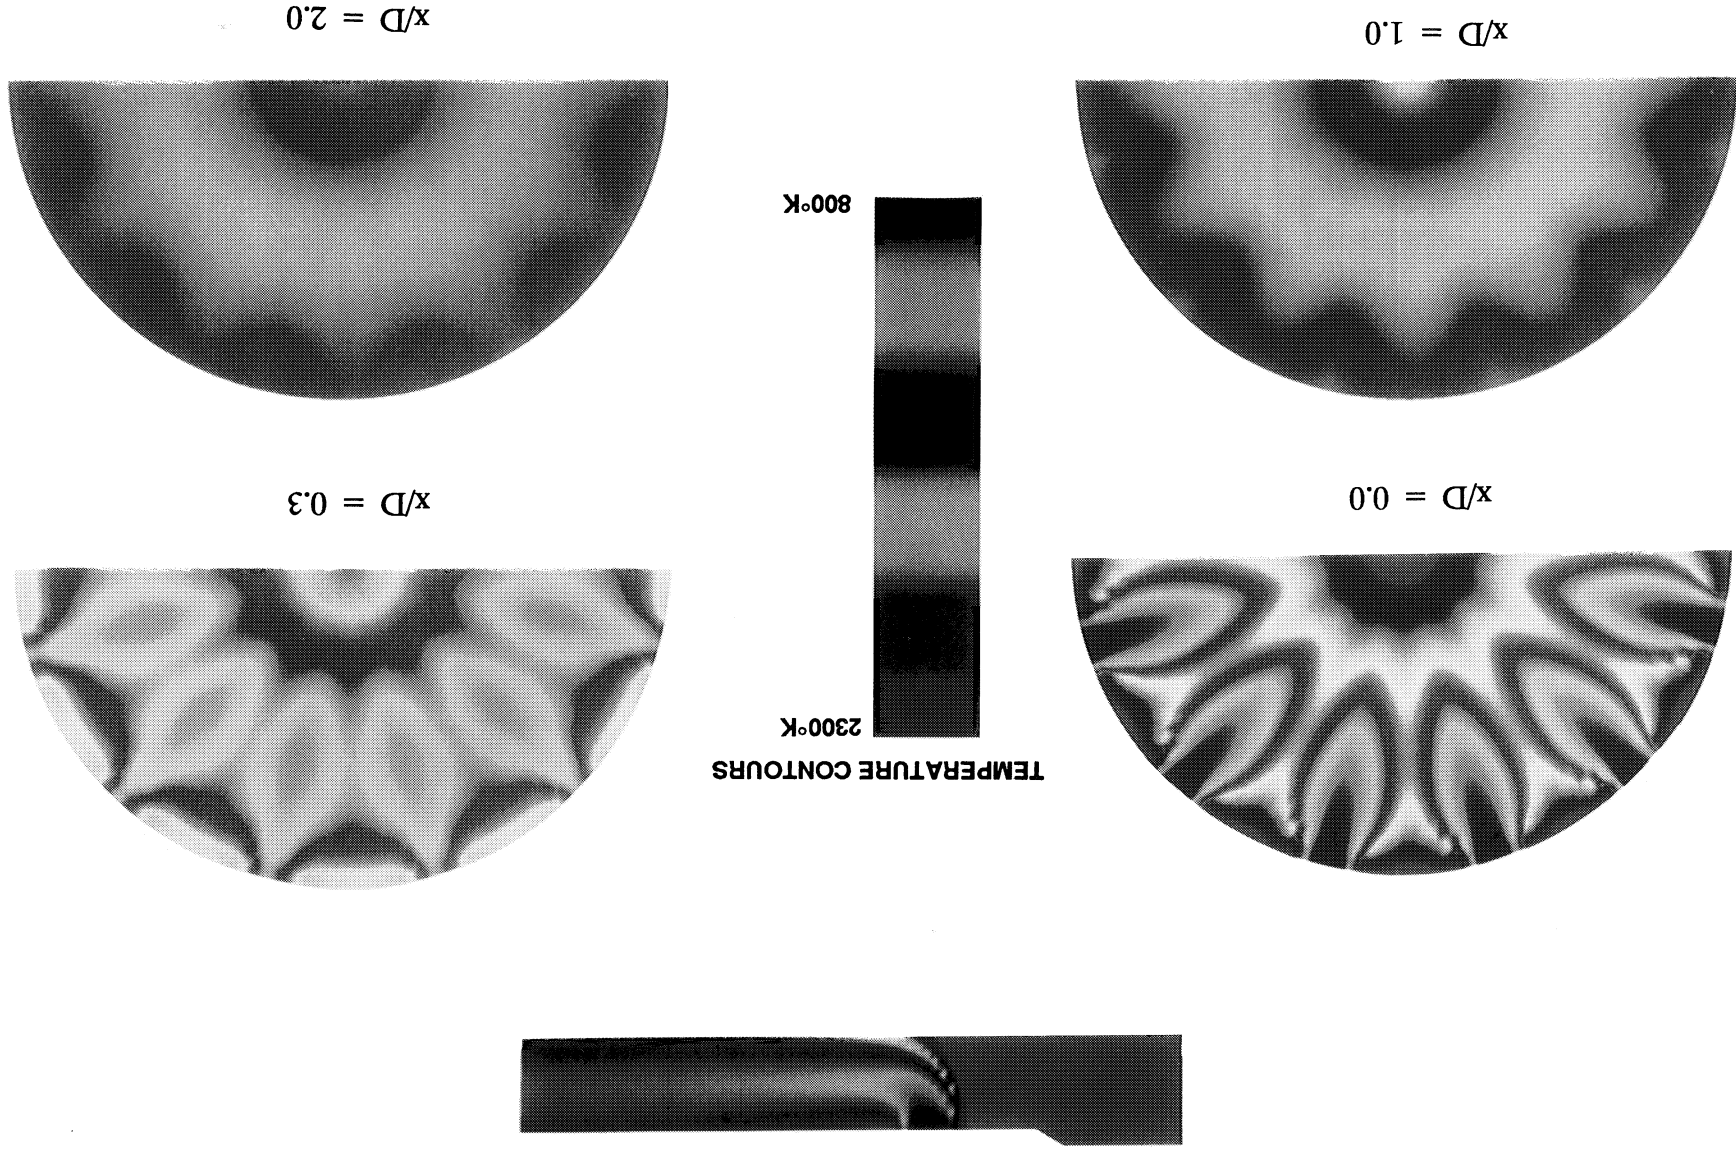 TEMPERATURE CONTOURS
2300°K
x/D = 0.0
x/D = 0.3
800°K
x/D = 1.0
x/D = 2.0